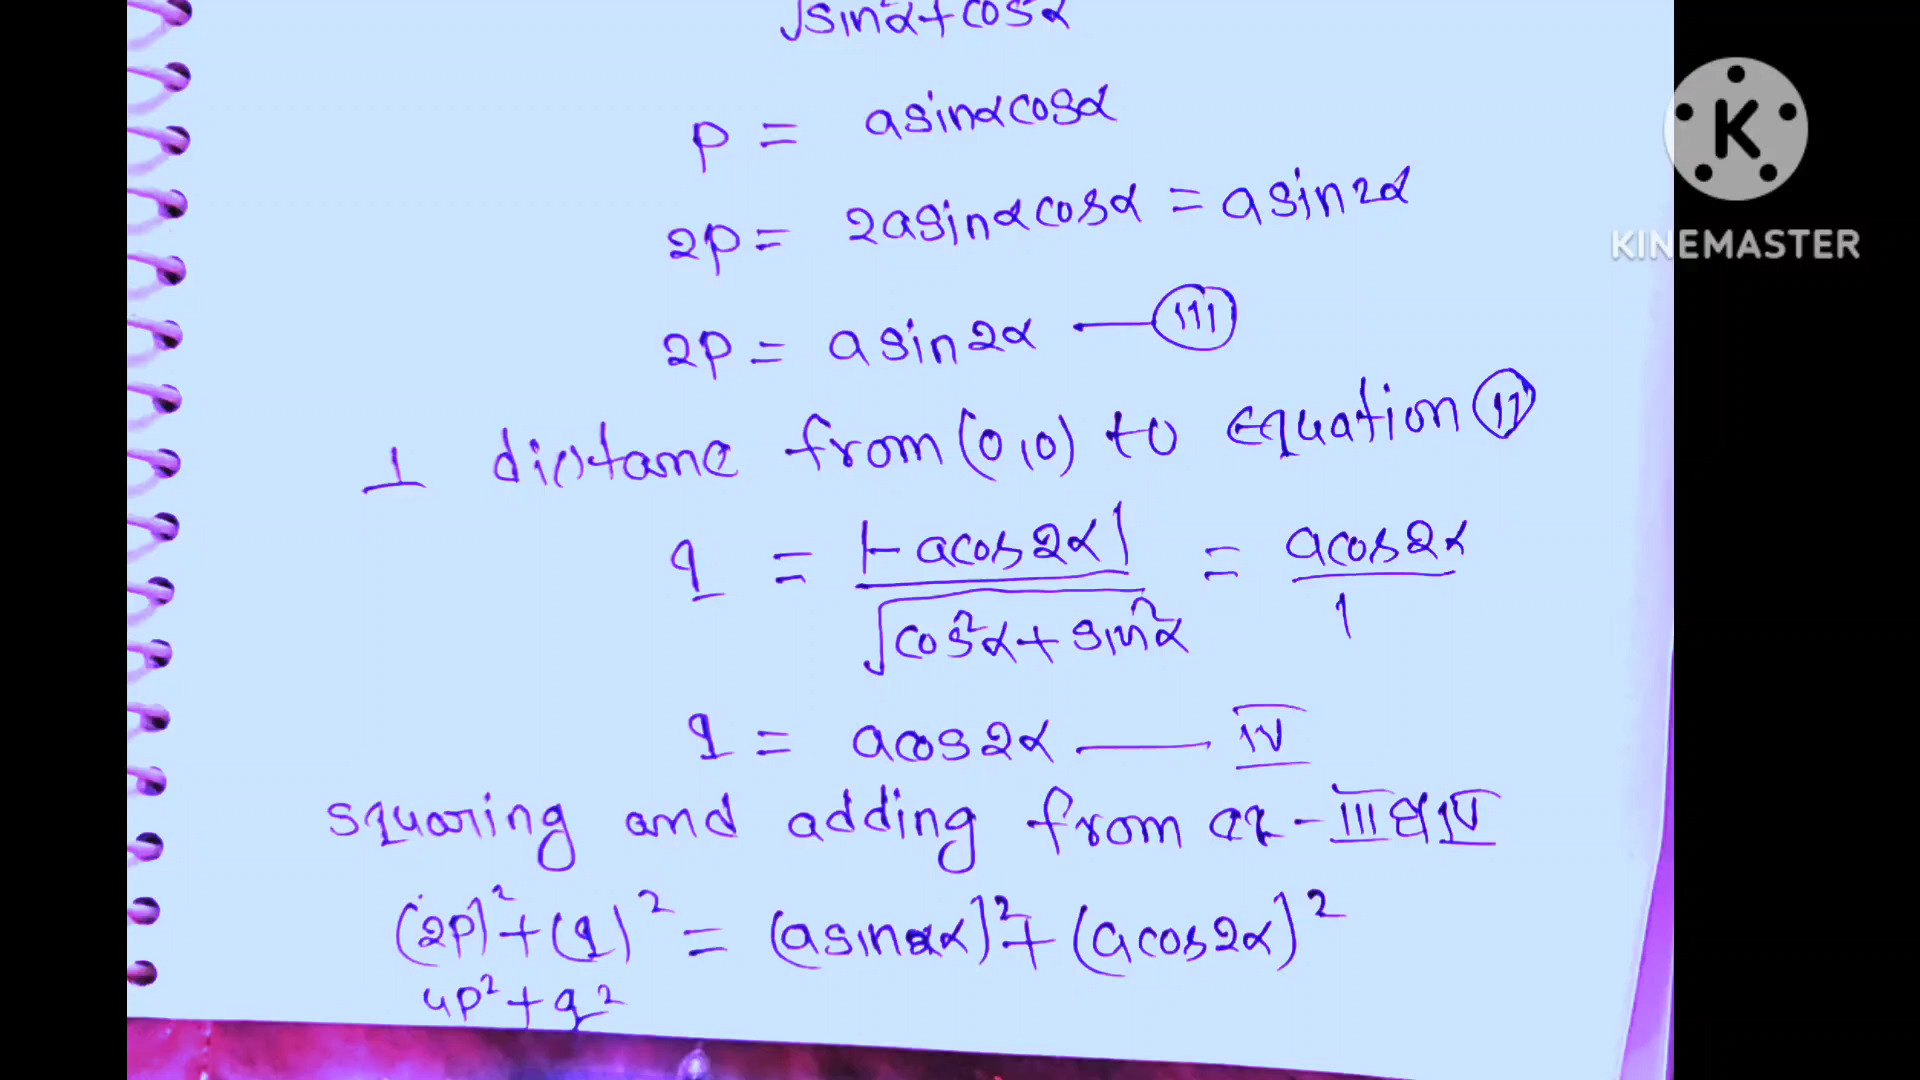 √sin²α+cos²α
p = asinαcosα
2p = 2asinαcosα = asin2α
2p = asin2α — (III)
⊥ distance from (0,0) to equation (II)
q = |-acos2α| / √cos²α+sin²α = acos2α / 1
q = acos2α — IV
squaring and adding from eq - III & IV
(2p)²+(q)² = (asin2α)²+(acos2α)²
4p²+q²
K
KINEMASTER